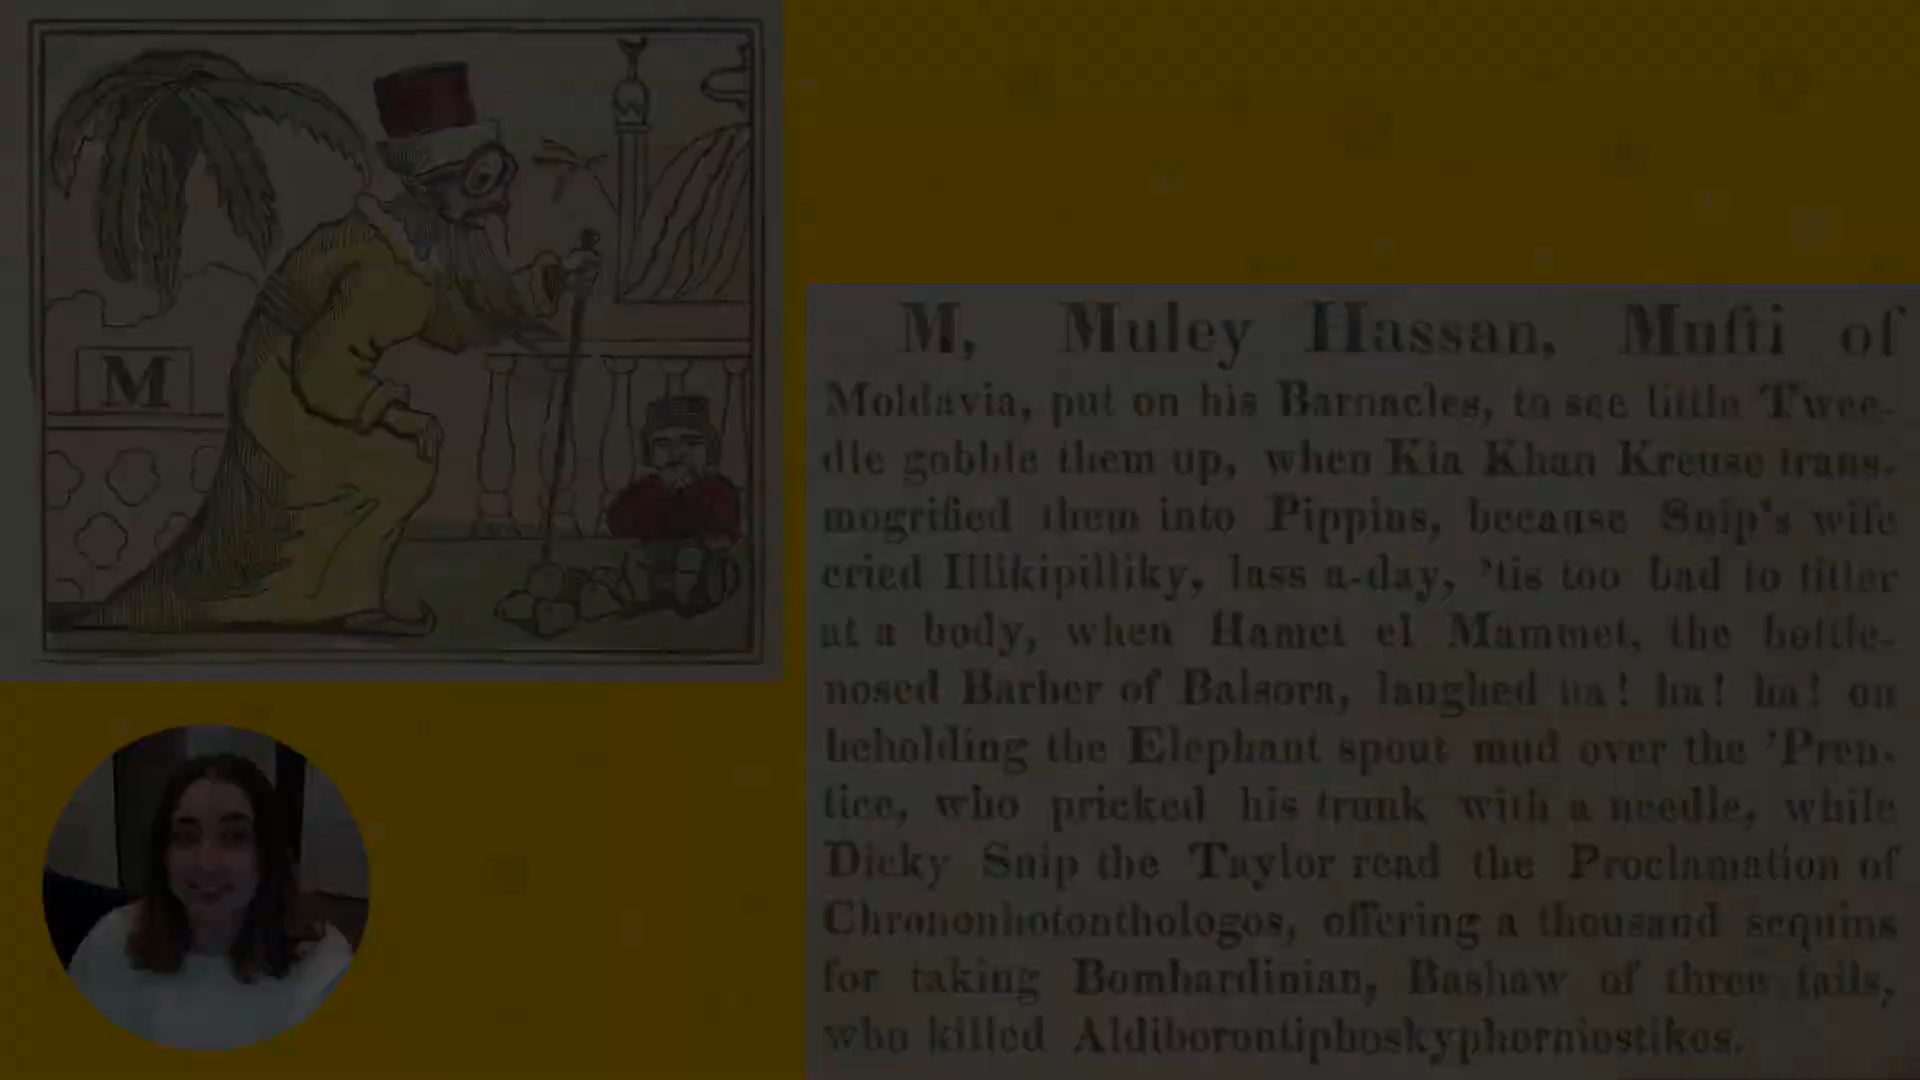 M
M, Muley Hassan, Mufti of
Moldavia, put on his Barnacles, to see little Twee-
dle gobble them up, when Kia Khan Kreuse trans-
mogrified them into Pippins, because Snip's wife
cried Illikipilliky, lass a-day, 'tis too bad to titter
at a body, when Hamet el Mammet, the bottle-
nosed Barber of Balsora, laughed ha! ha! ha! on
beholding the Elephant spout mud over the 'Pren-
tice, who pricked his trunk with a needle, while
Dicky Snip the Taylor read the Proclamation of
Chrononhotonthologos, offering a thousand sequins
for taking Bombardinian, Bashaw of three tails,
who killed Aldiborontiphoskyphorniostikos.